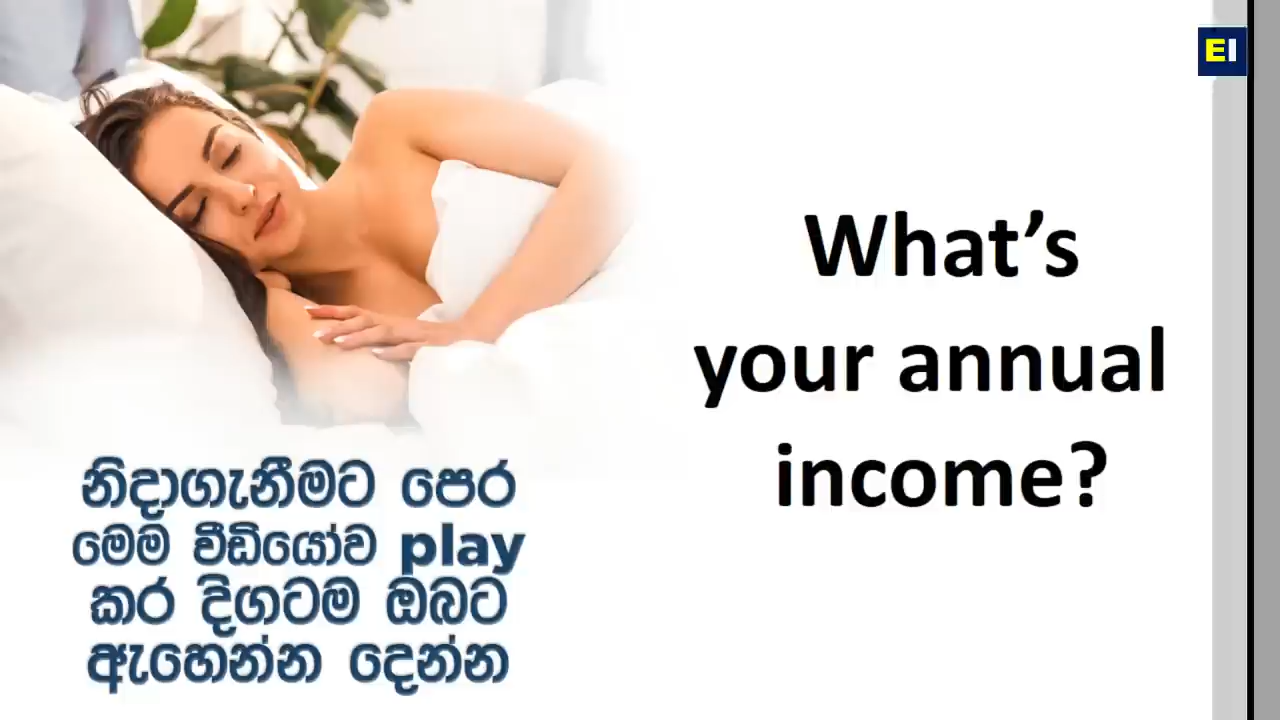 EI
What’s
your annual
income?
නිදාගැනීමට පෙර
මෙම වීඩියෝව play
කර දිගටම ඔබට
ඇහෙන්න දෙන්න